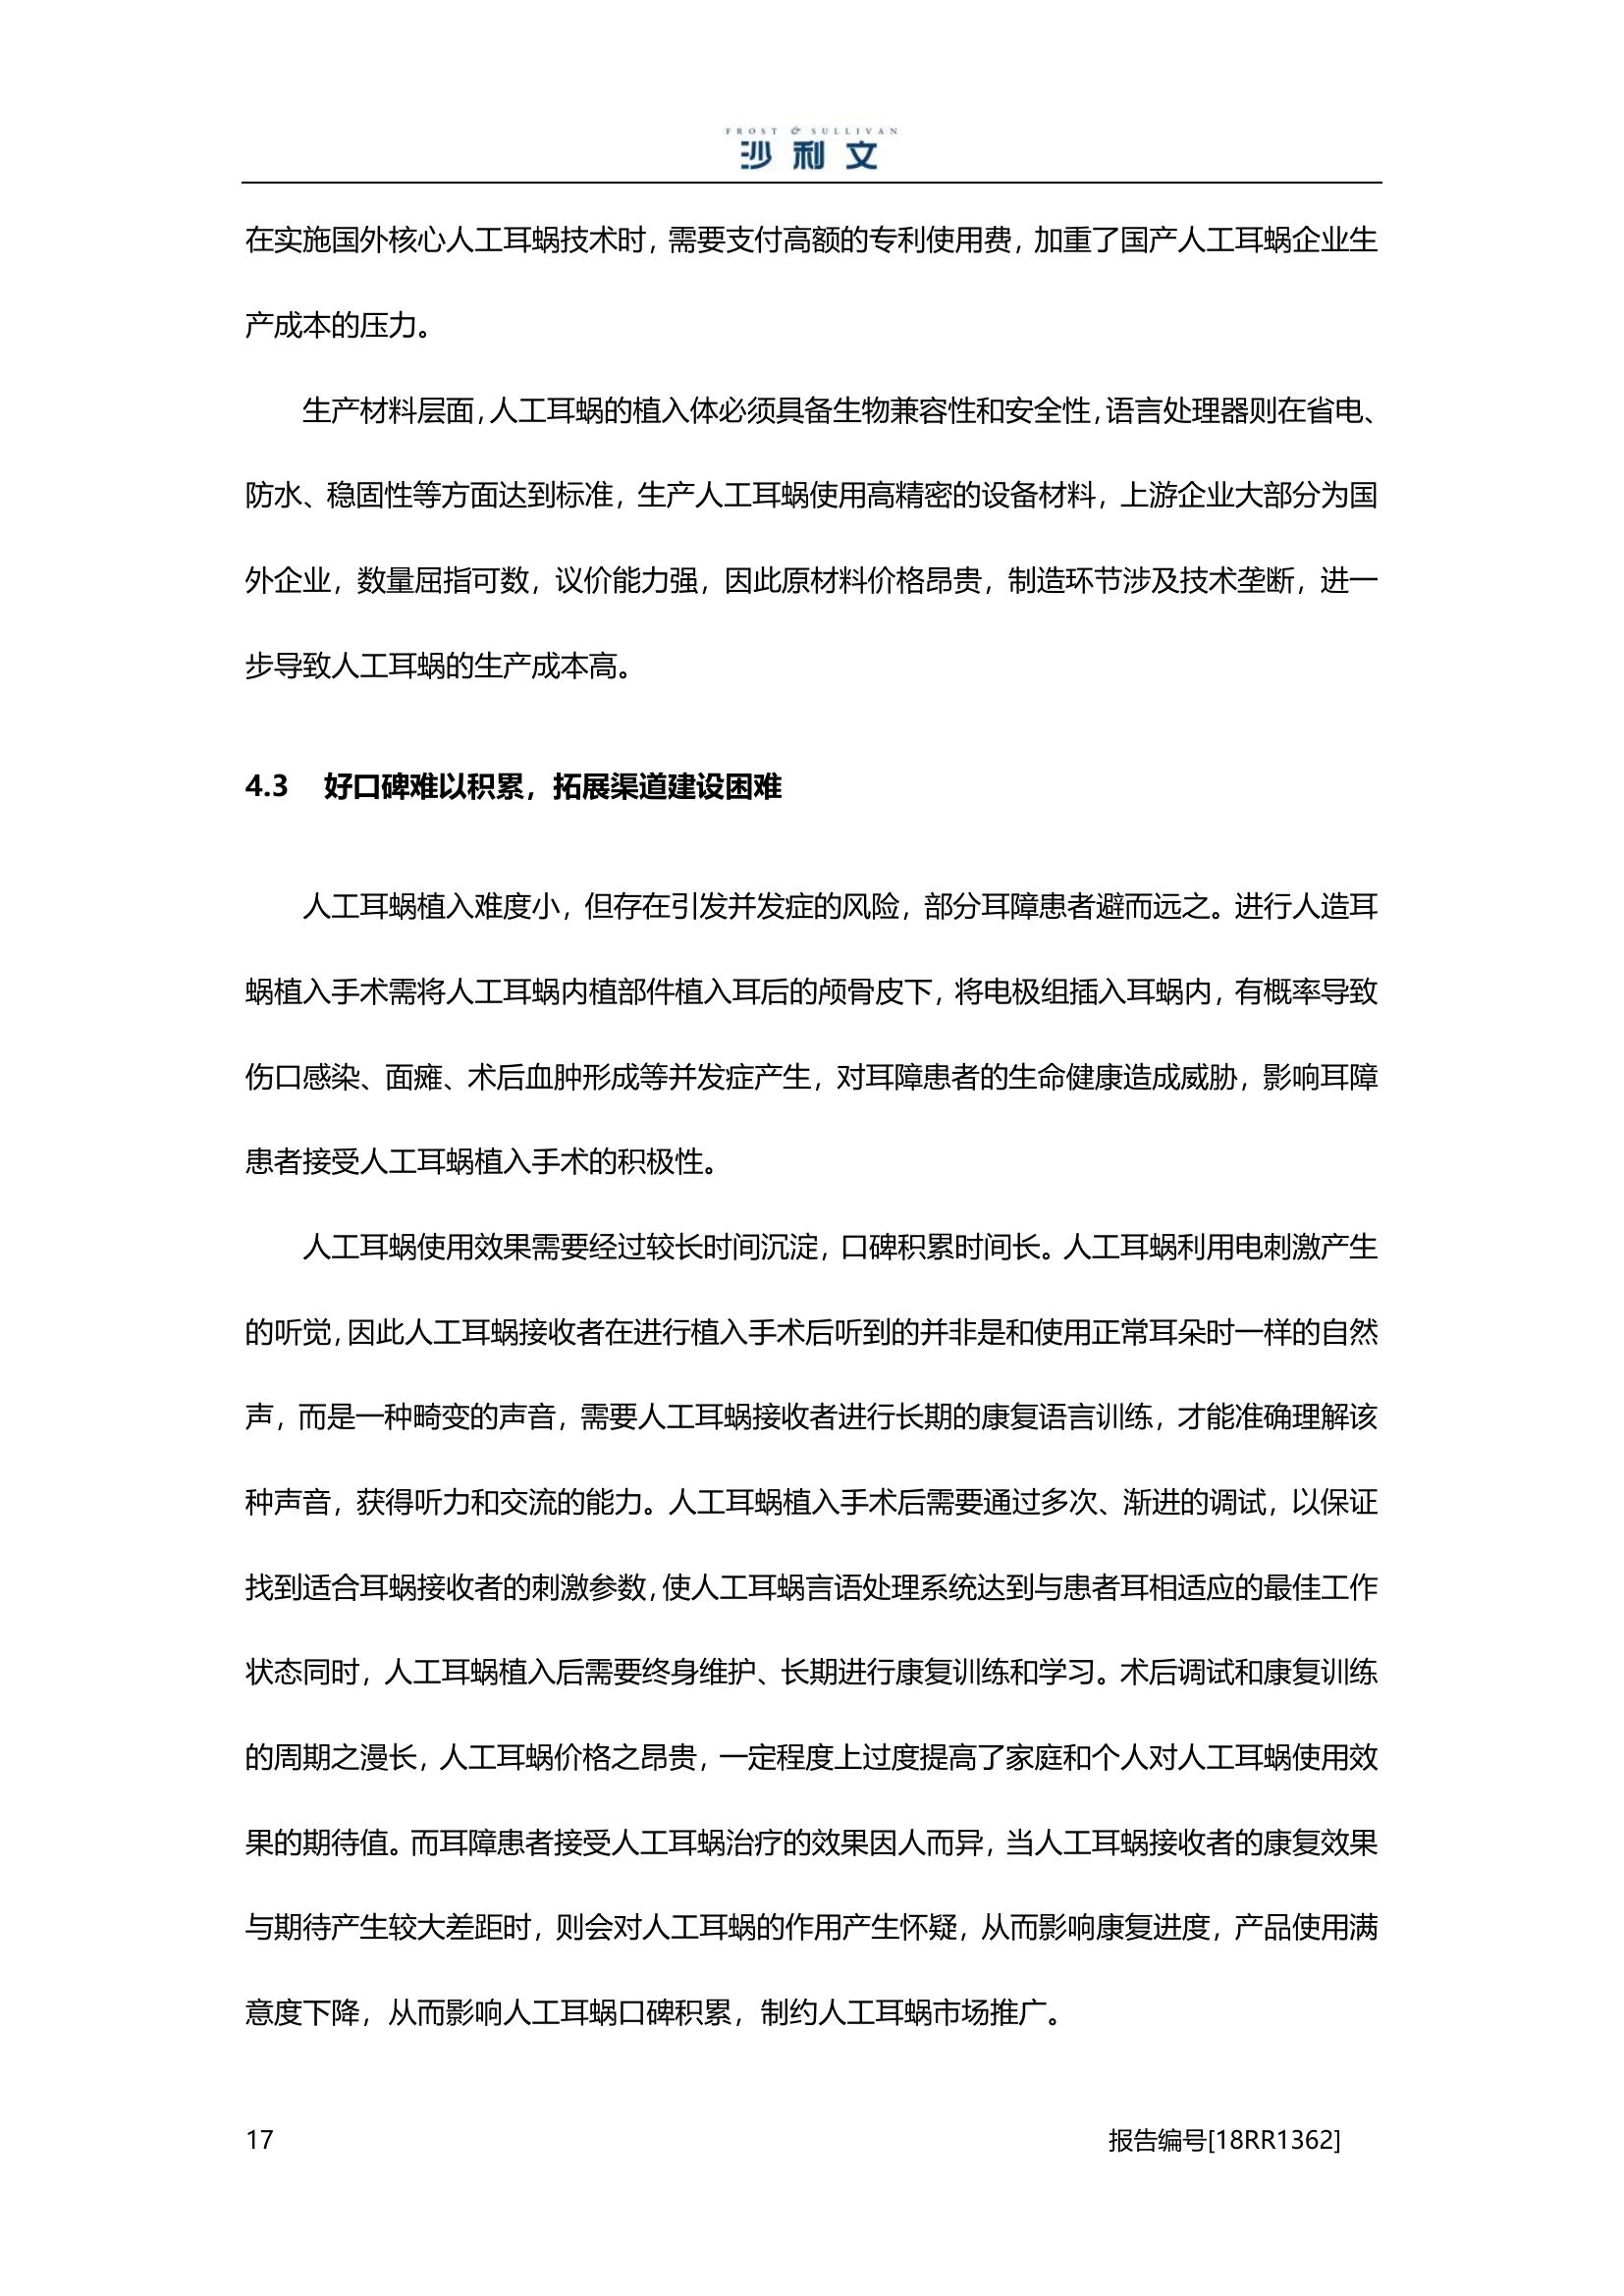 FROST & SULLIVAN
沙利文
在实施国外核心人工耳蜗技术时，需要支付高额的专利使用费，加重了国产人工耳蜗企业生
产成本的压力。
生产材料层面，人工耳蜗的植入体必须具备生物兼容性和安全性，语言处理器则在省电、
防水、稳固性等方面达到标准，生产人工耳蜗使用高精密的设备材料，上游企业大部分为国
外企业，数量屈指可数，议价能力强，因此原材料价格昂贵，制造环节涉及技术垄断，进一
步导致人工耳蜗的生产成本高。
4.3 好口碑难以积累，拓展渠道建设困难
人工耳蜗植入难度小，但存在引发并发症的风险，部分耳障患者避而远之。进行人造耳
蜗植入手术需将人工耳蜗内植部件植入耳后的颅骨皮下，将电极组插入耳蜗内，有概率导致
伤口感染、面瘫、术后血肿形成等并发症产生，对耳障患者的生命健康造成威胁，影响耳障
患者接受人工耳蜗植入手术的积极性。
人工耳蜗使用效果需要经过较长时间沉淀，口碑积累时间长。人工耳蜗利用电刺激产生
的听觉，因此人工耳蜗接收者在进行植入手术后听到的并非是和使用正常耳朵时一样的自然
声，而是一种畸变的声音，需要人工耳蜗接收者进行长期的康复语言训练，才能准确理解该
种声音，获得听力和交流的能力。人工耳蜗植入手术后需要通过多次、渐进的调试，以保证
找到适合耳蜗接收者的刺激参数，使人工耳蜗言语处理系统达到与患者耳相适应的最佳工作
状态同时，人工耳蜗植入后需要终身维护、长期进行康复训练和学习。术后调试和康复训练
的周期之漫长，人工耳蜗价格之昂贵，一定程度上过度提高了家庭和个人对人工耳蜗使用效
果的期待值。而耳障患者接受人工耳蜗治疗的效果因人而异，当人工耳蜗接收者的康复效果
与期待产生较大差距时，则会对人工耳蜗的作用产生怀疑，从而影响康复进度，产品使用满
意度下降，从而影响人工耳蜗口碑积累，制约人工耳蜗市场推广。
17 报告编号[18RR1362]